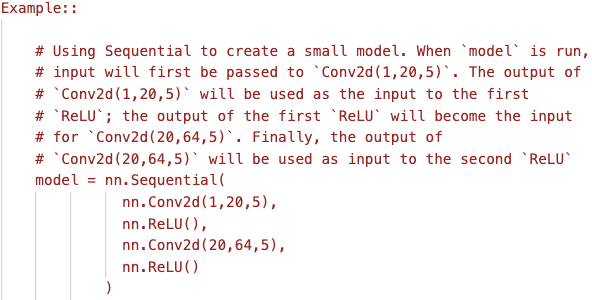 Example::
# Using Sequential to create a small model. When `model` is run,
# input will first be passed to `Conv2d(1,20,5)`. The output of
# `Conv2d(1,20,5)` will be used as the input to the first
# `ReLU`; the output of the first `ReLU` will become the input
# for `Conv2d(20,64,5)`. Finally, the output of
# `Conv2d(20,64,5)` will be used as input to the second `ReLU`
model = nn.Sequential(
nn.Conv2d(1,20,5),
nn.ReLU(),
nn.Conv2d(20,64,5),
nn.ReLU()
)